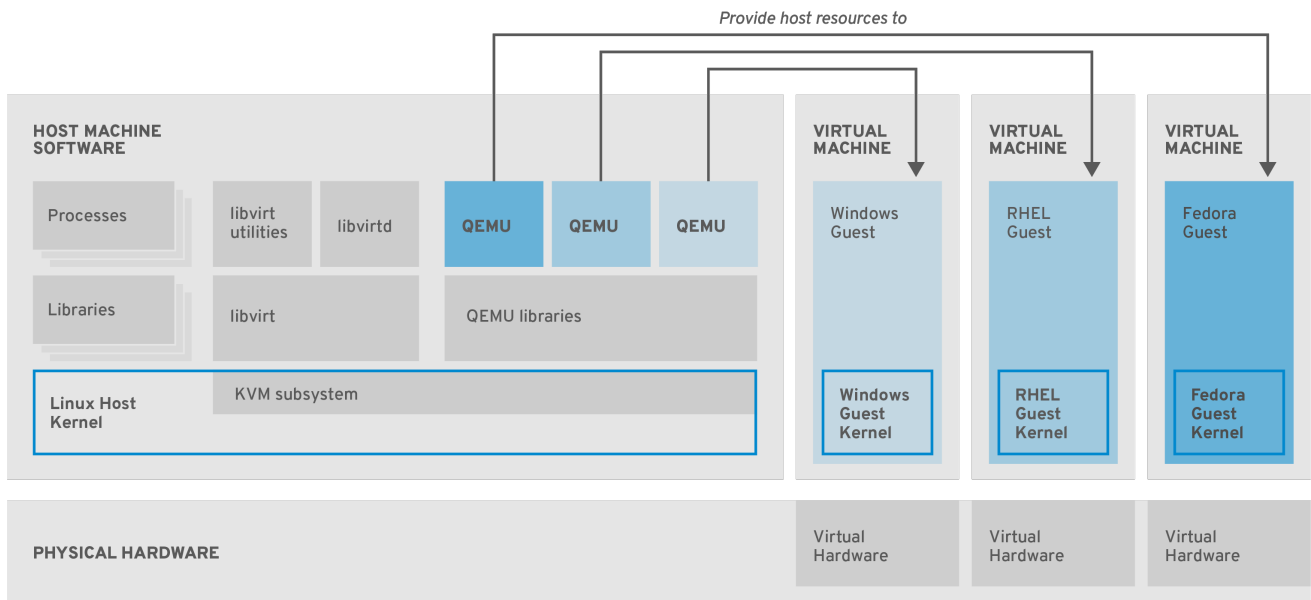 Provide host resources to
HOST MACHINE
SOFTWARE
Processes
libvirt
utilities
libvirtd
QEMU
QEMU
QEMU
Libraries
libvirt
QEMU libraries
Linux Host
Kernel
KVM subsystem
VIRTUAL
MACHINE
Windows
Guest
Windows
Guest
Kernel
VIRTUAL
MACHINE
RHEL
Guest
RHEL
Guest
Kernel
VIRTUAL
MACHINE
Fedora
Guest
Fedora
Guest
Kernel
PHYSICAL HARDWARE
Virtual
Hardware
Virtual
Hardware
Virtual
Hardware